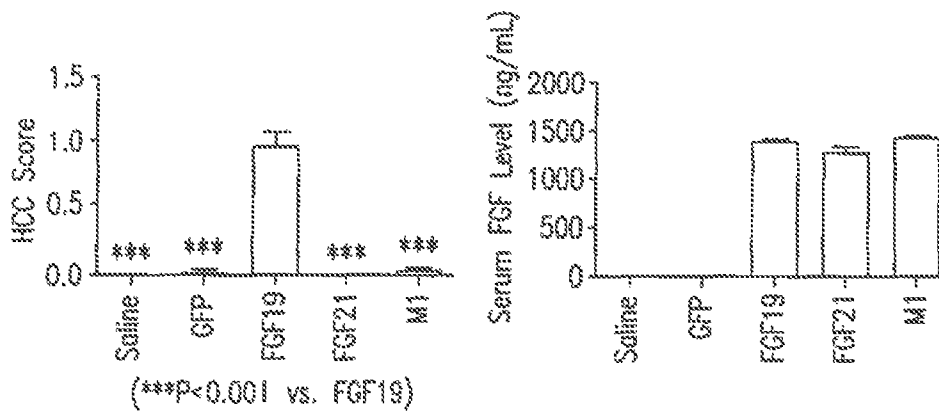 HCC Score
1.5
1.0
0.5
0.0
*** *** *** ***
Saline
GFP
FGF19
FGF21
M1
(***P<0.001 vs. FGF19)
Serum FGF Level (ng/mL)
2000
1500
1000
500
0
Saline
GFP
FGF19
FGF21
M1